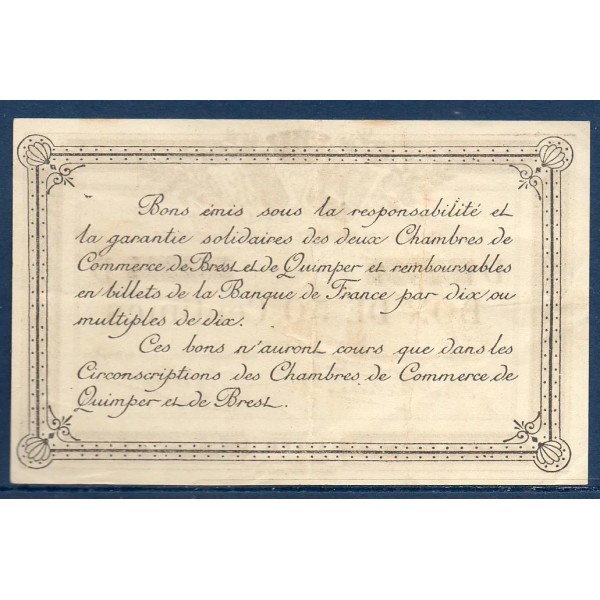 Bons émis sous la responsabilité et
la garantie solidaires des deux Chambres de
Commerce de Brest et de Quimper et remboursables
en billets de la Banque de France par dix ou
multiples de dix.
Ces bons n'auront cours que dans les
Circonscriptions des Chambres de Commerce de
Quimper et de Brest.